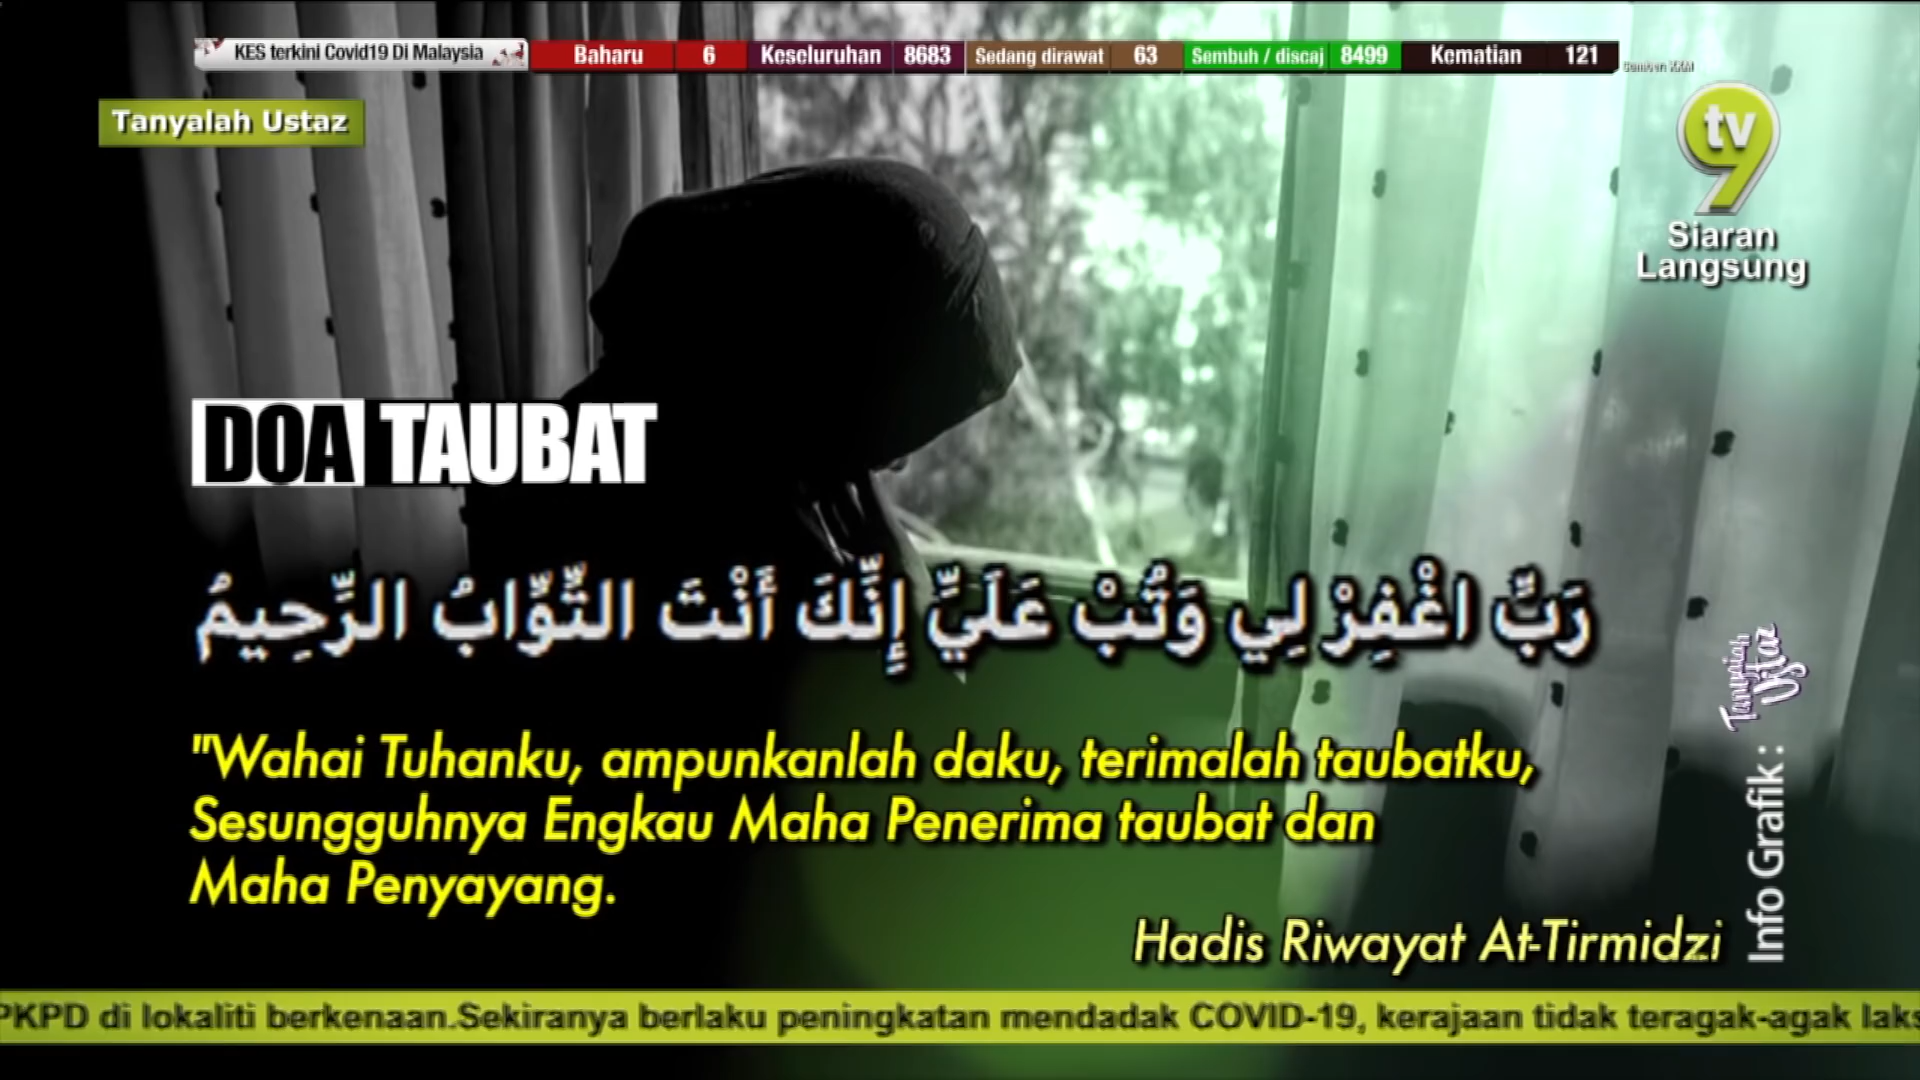 KES terkini Covid19 Di Malaysia Baharu 6 Keseluruhan 8683 Sedang dirawat 63 Sembuh / discaj 8499 Kematian 121
Sumber: KKM
Tanyalah Ustaz
tv9
Siaran
Langsung
DOA TAUBAT
رَبِّ اغْفِرْ لِي وَتُبْ عَلَيَّ إِنَّكَ أَنْتَ التَّوَّابُ الرَّحِيمُ
"Wahai Tuhanku, ampunkanlah daku, terimalah taubatku,
Sesungguhnya Engkau Maha Penerima taubat dan
Maha Penyayang.
Hadis Riwayat At-Tirmidzi
Info Grafik : Tanyalah Ustaz
PKPD di lokaliti berkenaan.Sekiranya berlaku peningkatan mendadak COVID-19, kerajaan tidak teragak-agak laks